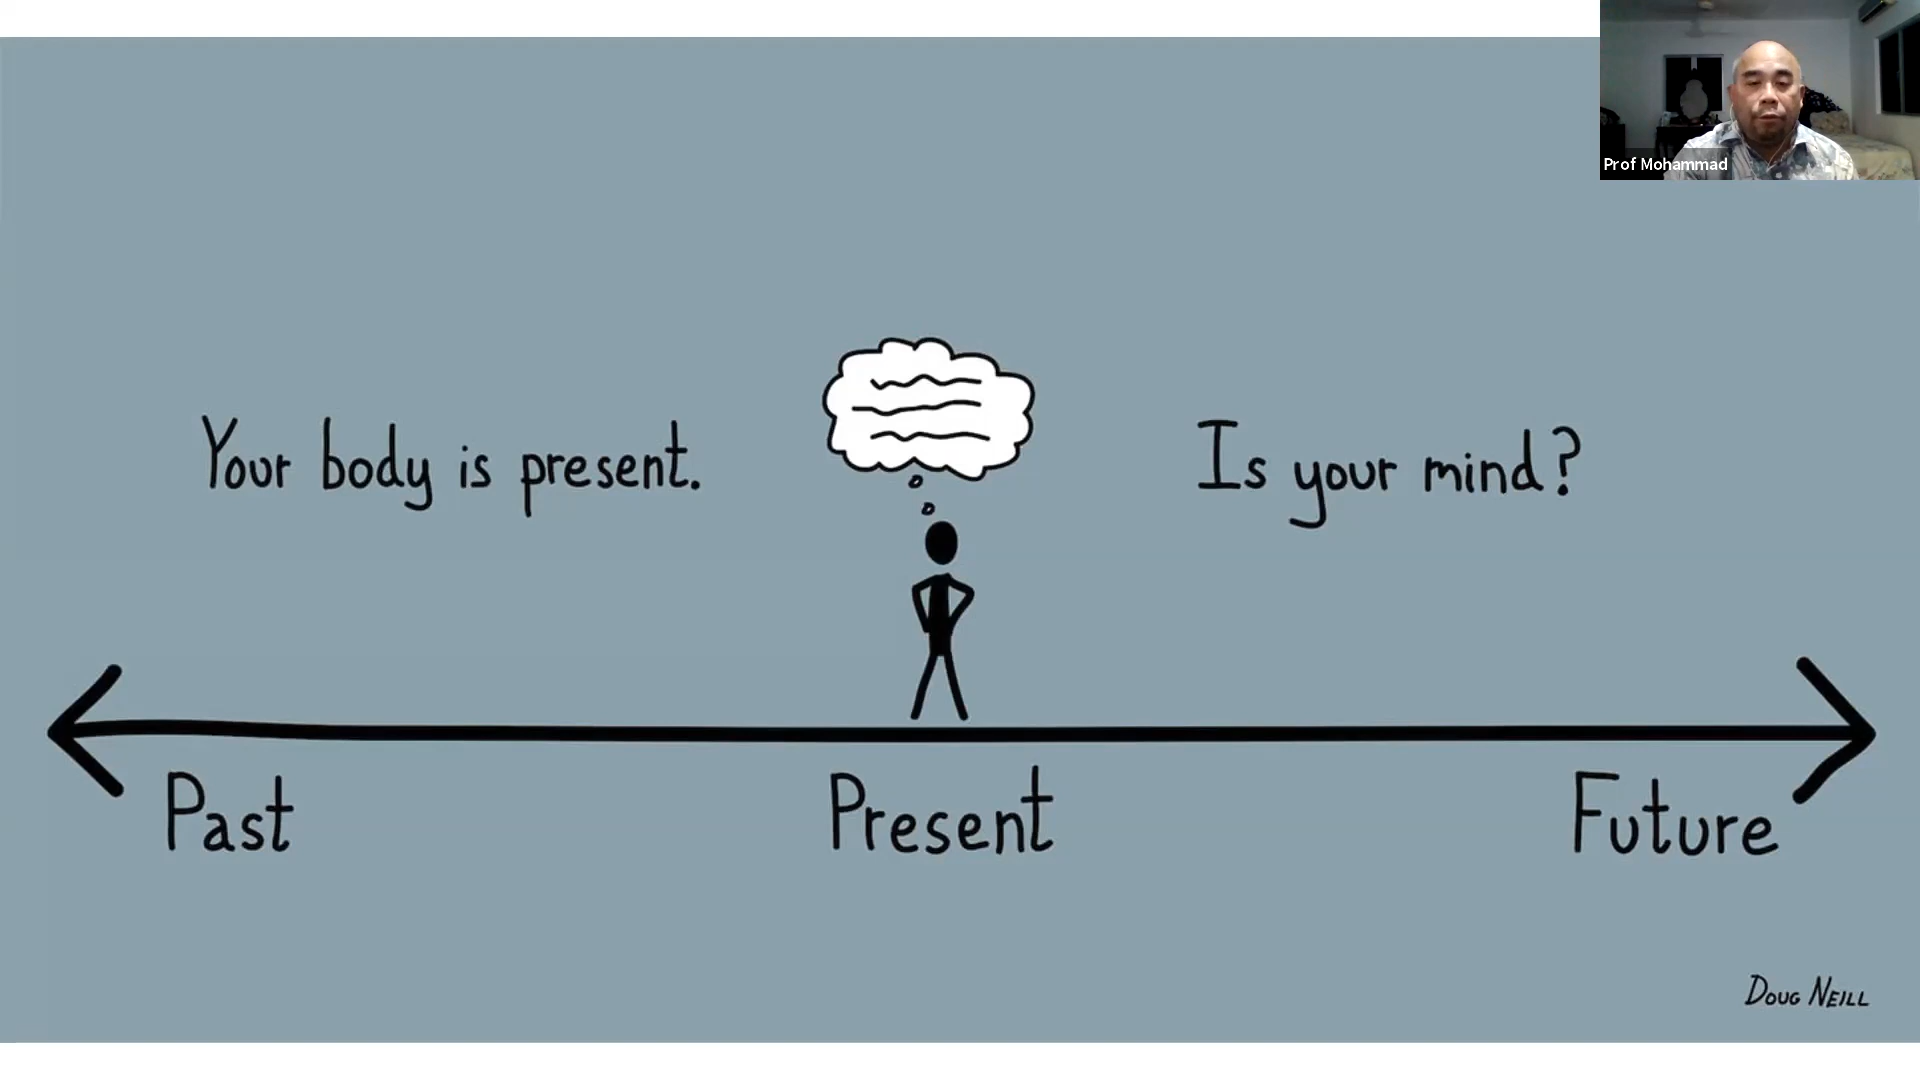 Prof Mohammad
Your body is present.
Is your mind?
Past
Present
Future
DOUG NEILL